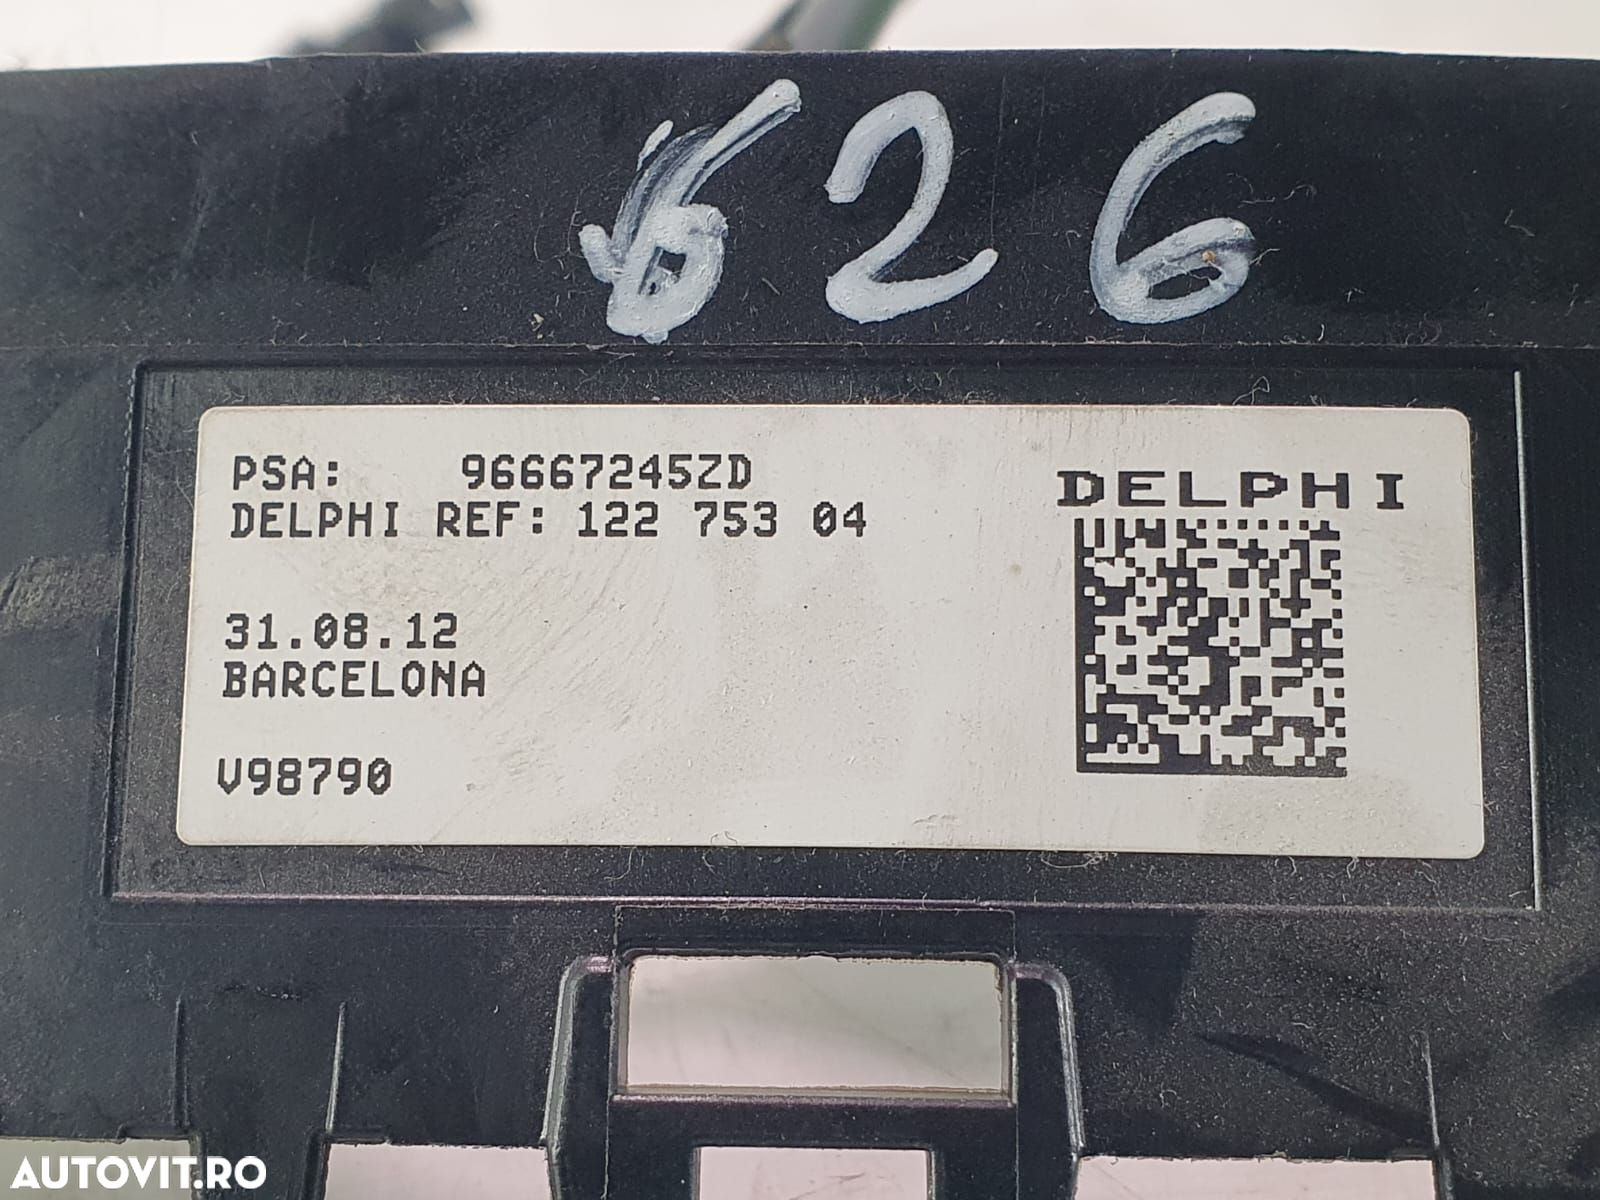 626
PSA: 96667245ZD
DELPHI REF: 122 753 04
DELPHI
31.08.12
BARCELONA
V98790
AUTOVIT.RO